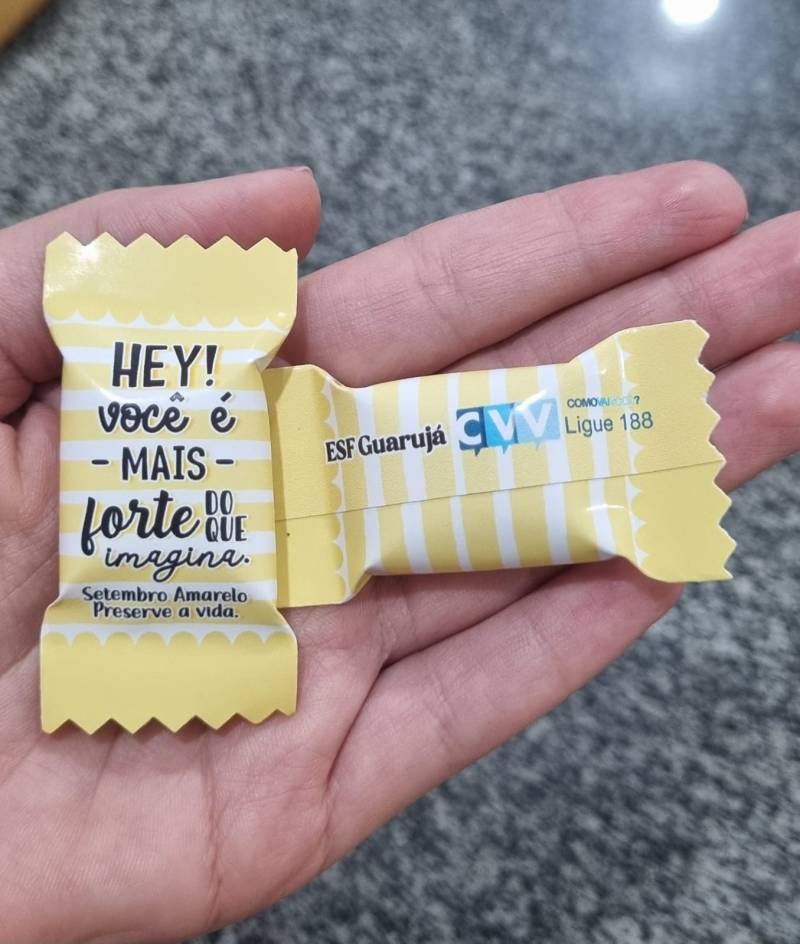 HEY!
você é
- MAIS -
forte DO QUE
imagina.
Setembro Amarelo
Preserve a vida.
ESF Guarujá
CVV
COMO VAI VOCÊ?
Ligue 188